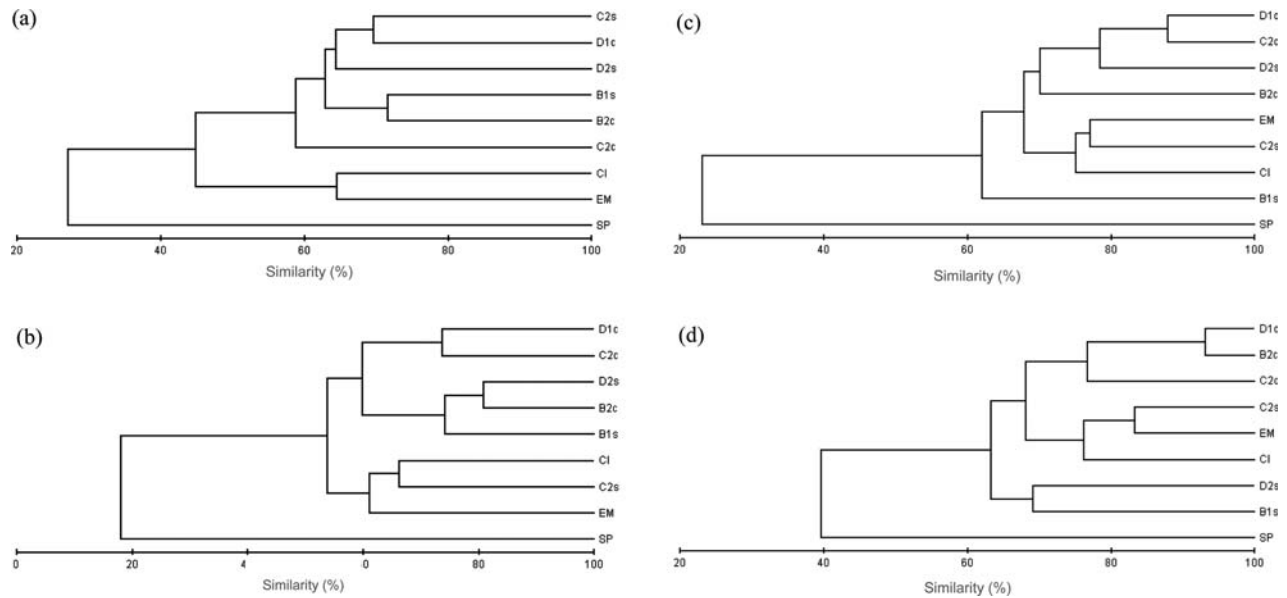 (a)
C2s
D1c
D2s
B1s
B2c
C2c
CI
EM
SP
20 40 60 80 100
Similarity (%)
(c)
D1c
C2c
D2s
B2c
EM
C2s
CI
B1s
SP
20 40 60 80 100
Similarity (%)
(b)
D1c
C2c
D2s
B2c
B1s
CI
C2s
EM
SP
0 20 4 0 80 100
Similarity (%)
(d)
D1c
B2c
C2c
C2s
EM
CI
D2s
B1s
SP
20 40 60 80 100
Similarity (%)